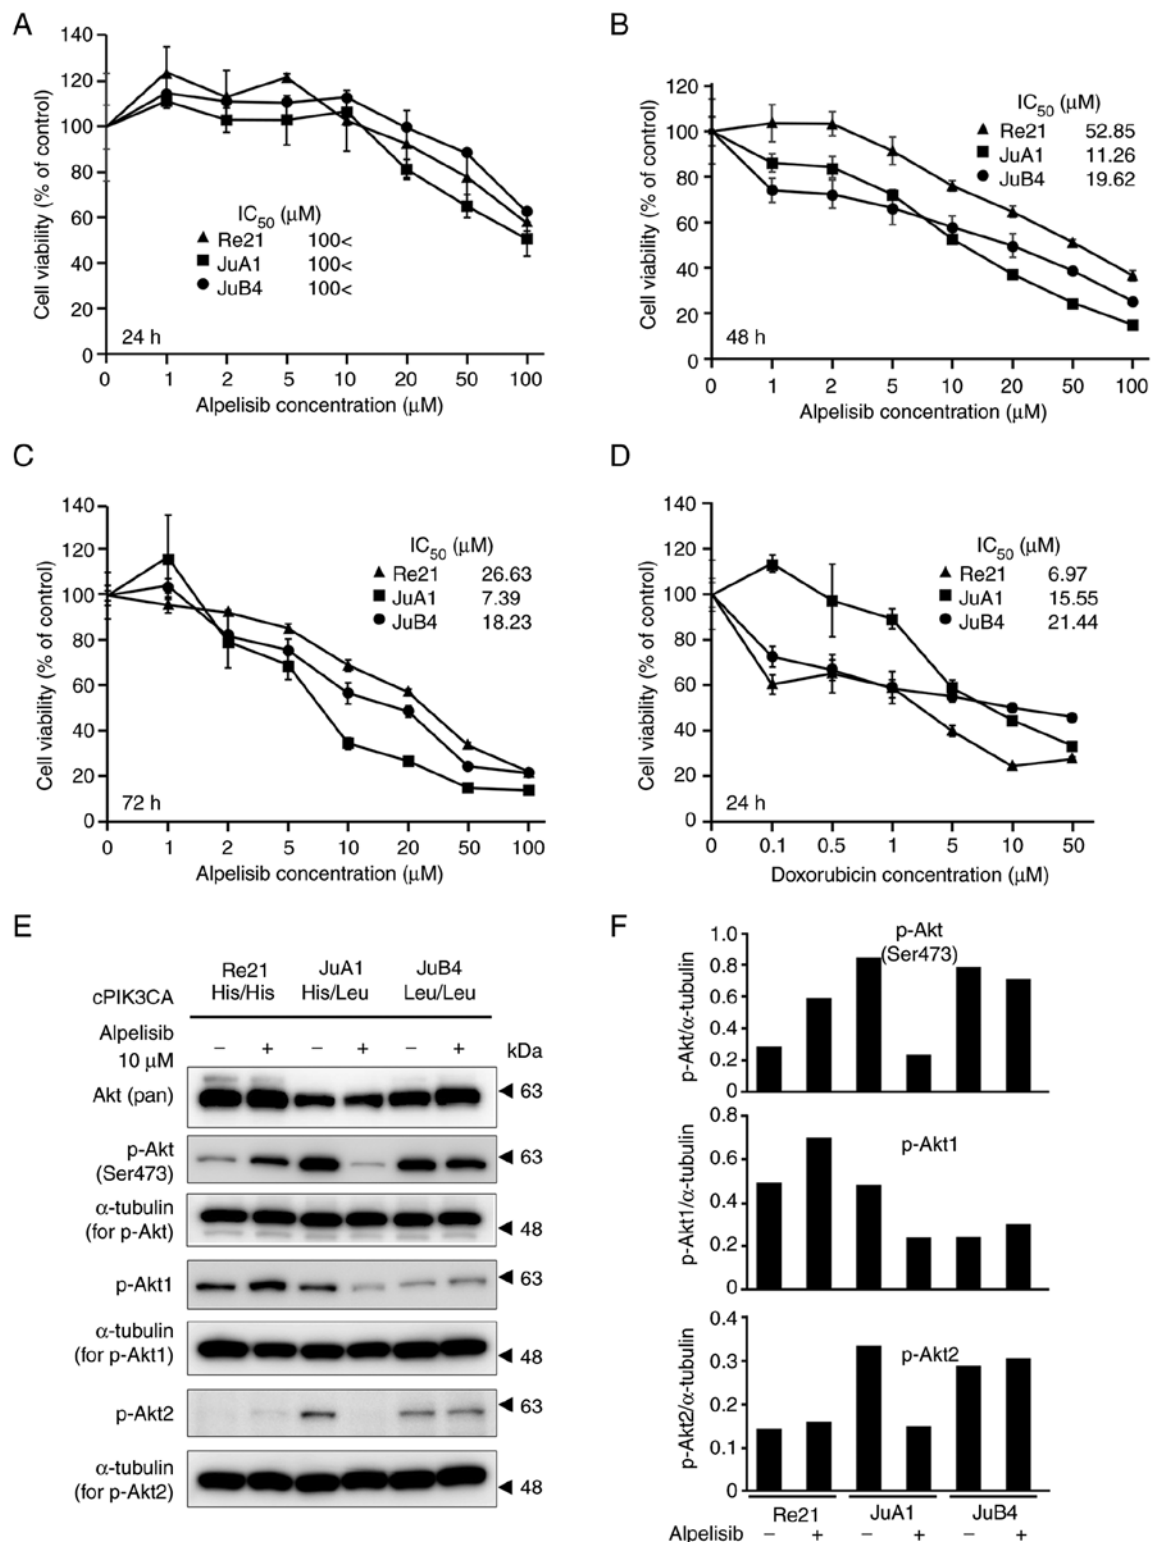 A
140
120
100
80
60
40
20
0
Cell viability (% of control)
IC50 (μM)
Re21 100<
JuA1 100<
JuB4 100<
24 h
0 1 2 5 10 20 50 100
Alpelisib concentration (μM)
B
120
100
80
60
40
20
0
Cell viability (% of control)
IC50 (μM)
Re21 52.85
JuA1 11.26
JuB4 19.62
48 h
0 1 2 5 10 20 50 100
Alpelisib concentration (μM)
C
140
120
100
80
60
40
20
0
Cell viability (% of control)
IC50 (μM)
Re21 26.63
JuA1 7.39
JuB4 18.23
72 h
0 1 2 5 10 20 50 100
Alpelisib concentration (μM)
D
140
120
100
80
60
40
20
0
Cell viability (% of control)
IC50 (μM)
Re21 6.97
JuA1 15.55
JuB4 21.44
24 h
0 0.1 0.5 1 5 10 50
Doxorubicin concentration (μM)
E
Re21 JuA1 JuB4
cPIK3CA His/His His/Leu Leu/Leu
Alpelisib
10 μM − + − + − + kDa
Akt (pan) 63
p-Akt 63
(Ser473)
α-tubulin
(for p-Akt) 48
p-Akt1 63
α-tubulin
(for p-Akt1) 48
p-Akt2 63
α-tubulin
(for p-Akt2) 48
F
p-Akt
(Ser473)
1.0
0.8
0.6
0.4
0.2
0
p-Akt/α-tubulin
p-Akt1
0.8
0.6
0.4
0.2
0
p-Akt1/α-tubulin
p-Akt2
0.4
0.3
0.2
0.1
0
p-Akt2/α-tubulin
Re21 JuA1 JuB4
Alpelisib − + − + − +